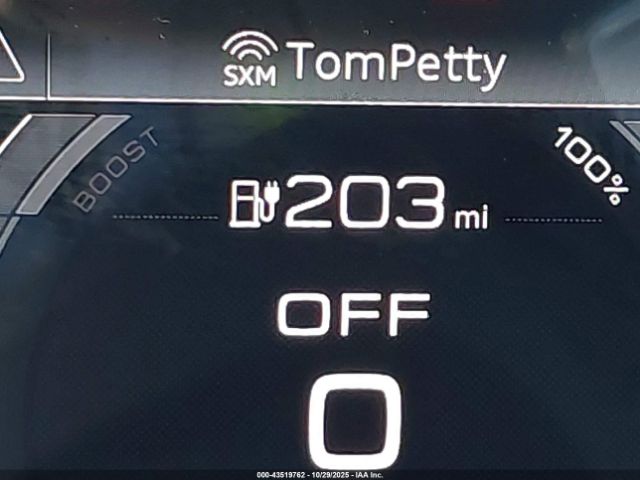 SXM TomPetty
BOOST
100%
203 mi
OFF
0
000-43519762 - 10/29/2025 - IAA Inc.